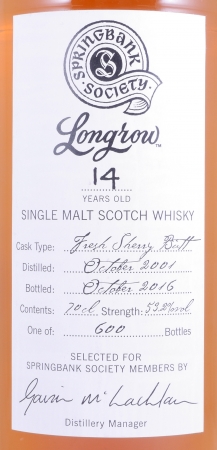 SPRINGBANK
S
SOCIETY
Longrow™
14
YEARS OLD
SINGLE MALT SCOTCH WHISKY
Cask Type: Fresh Sherry Butt
Distilled: October 2001
Bottled: October 2016
Contents: 70cl Strength: 53.2%vol
One of: 600 Bottles
SELECTED FOR
SPRINGBANK SOCIETY MEMBERS BY
Gavin McLachlan
Distillery Manager